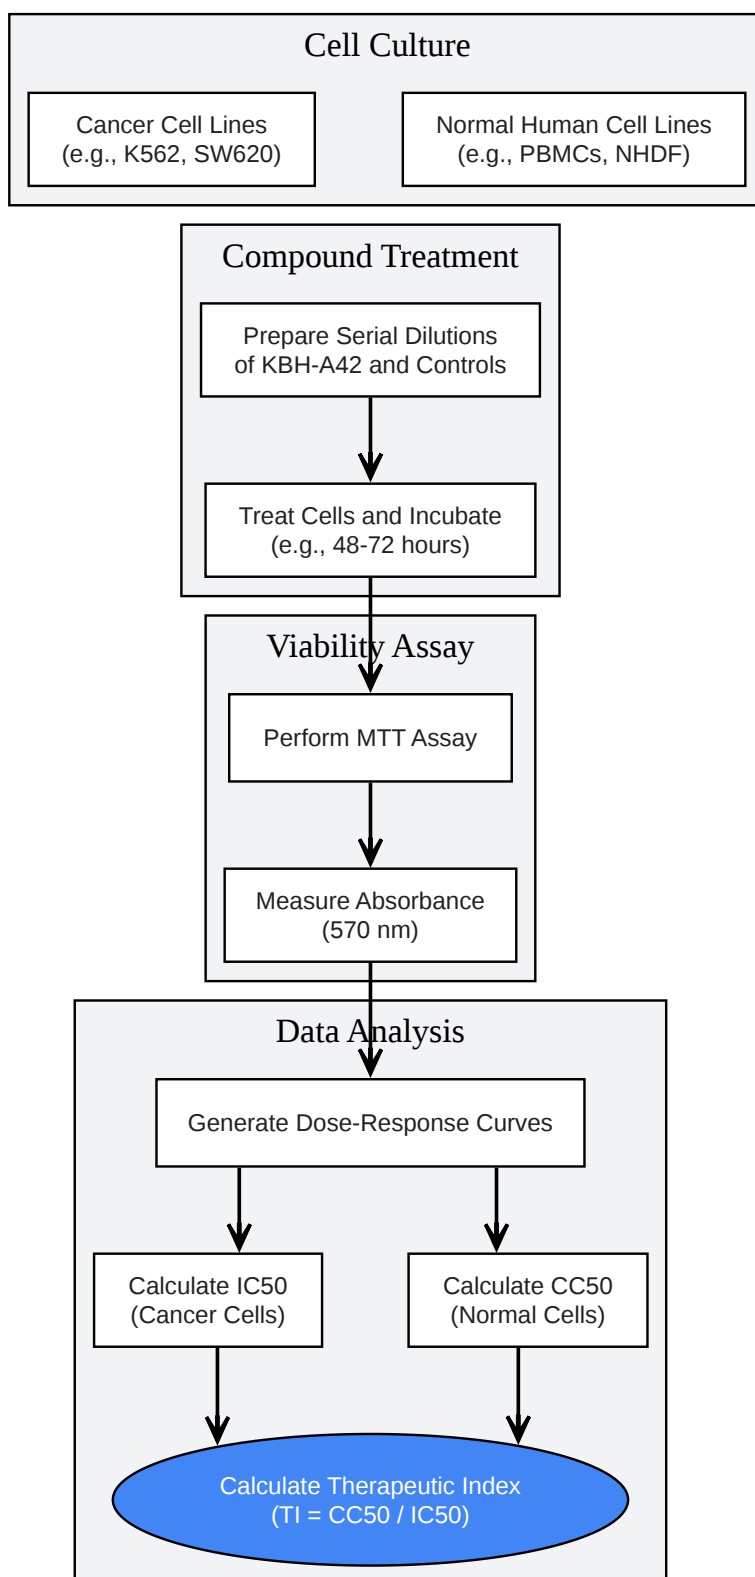 Cell Culture
Cancer Cell Lines
(e.g., K562, SW620)
Normal Human Cell Lines
(e.g., PBMCs, NHDF)
Compound Treatment
Prepare Serial Dilutions
of KBH-A42 and Controls
Treat Cells and Incubate
(e.g., 48-72 hours)
Viability Assay
Perform MTT Assay
Measure Absorbance
(570 nm)
Data Analysis
Generate Dose-Response Curves
Calculate IC50
(Cancer Cells)
Calculate CC50
(Normal Cells)
Calculate Therapeutic Index
(TI = CC50 / IC50)